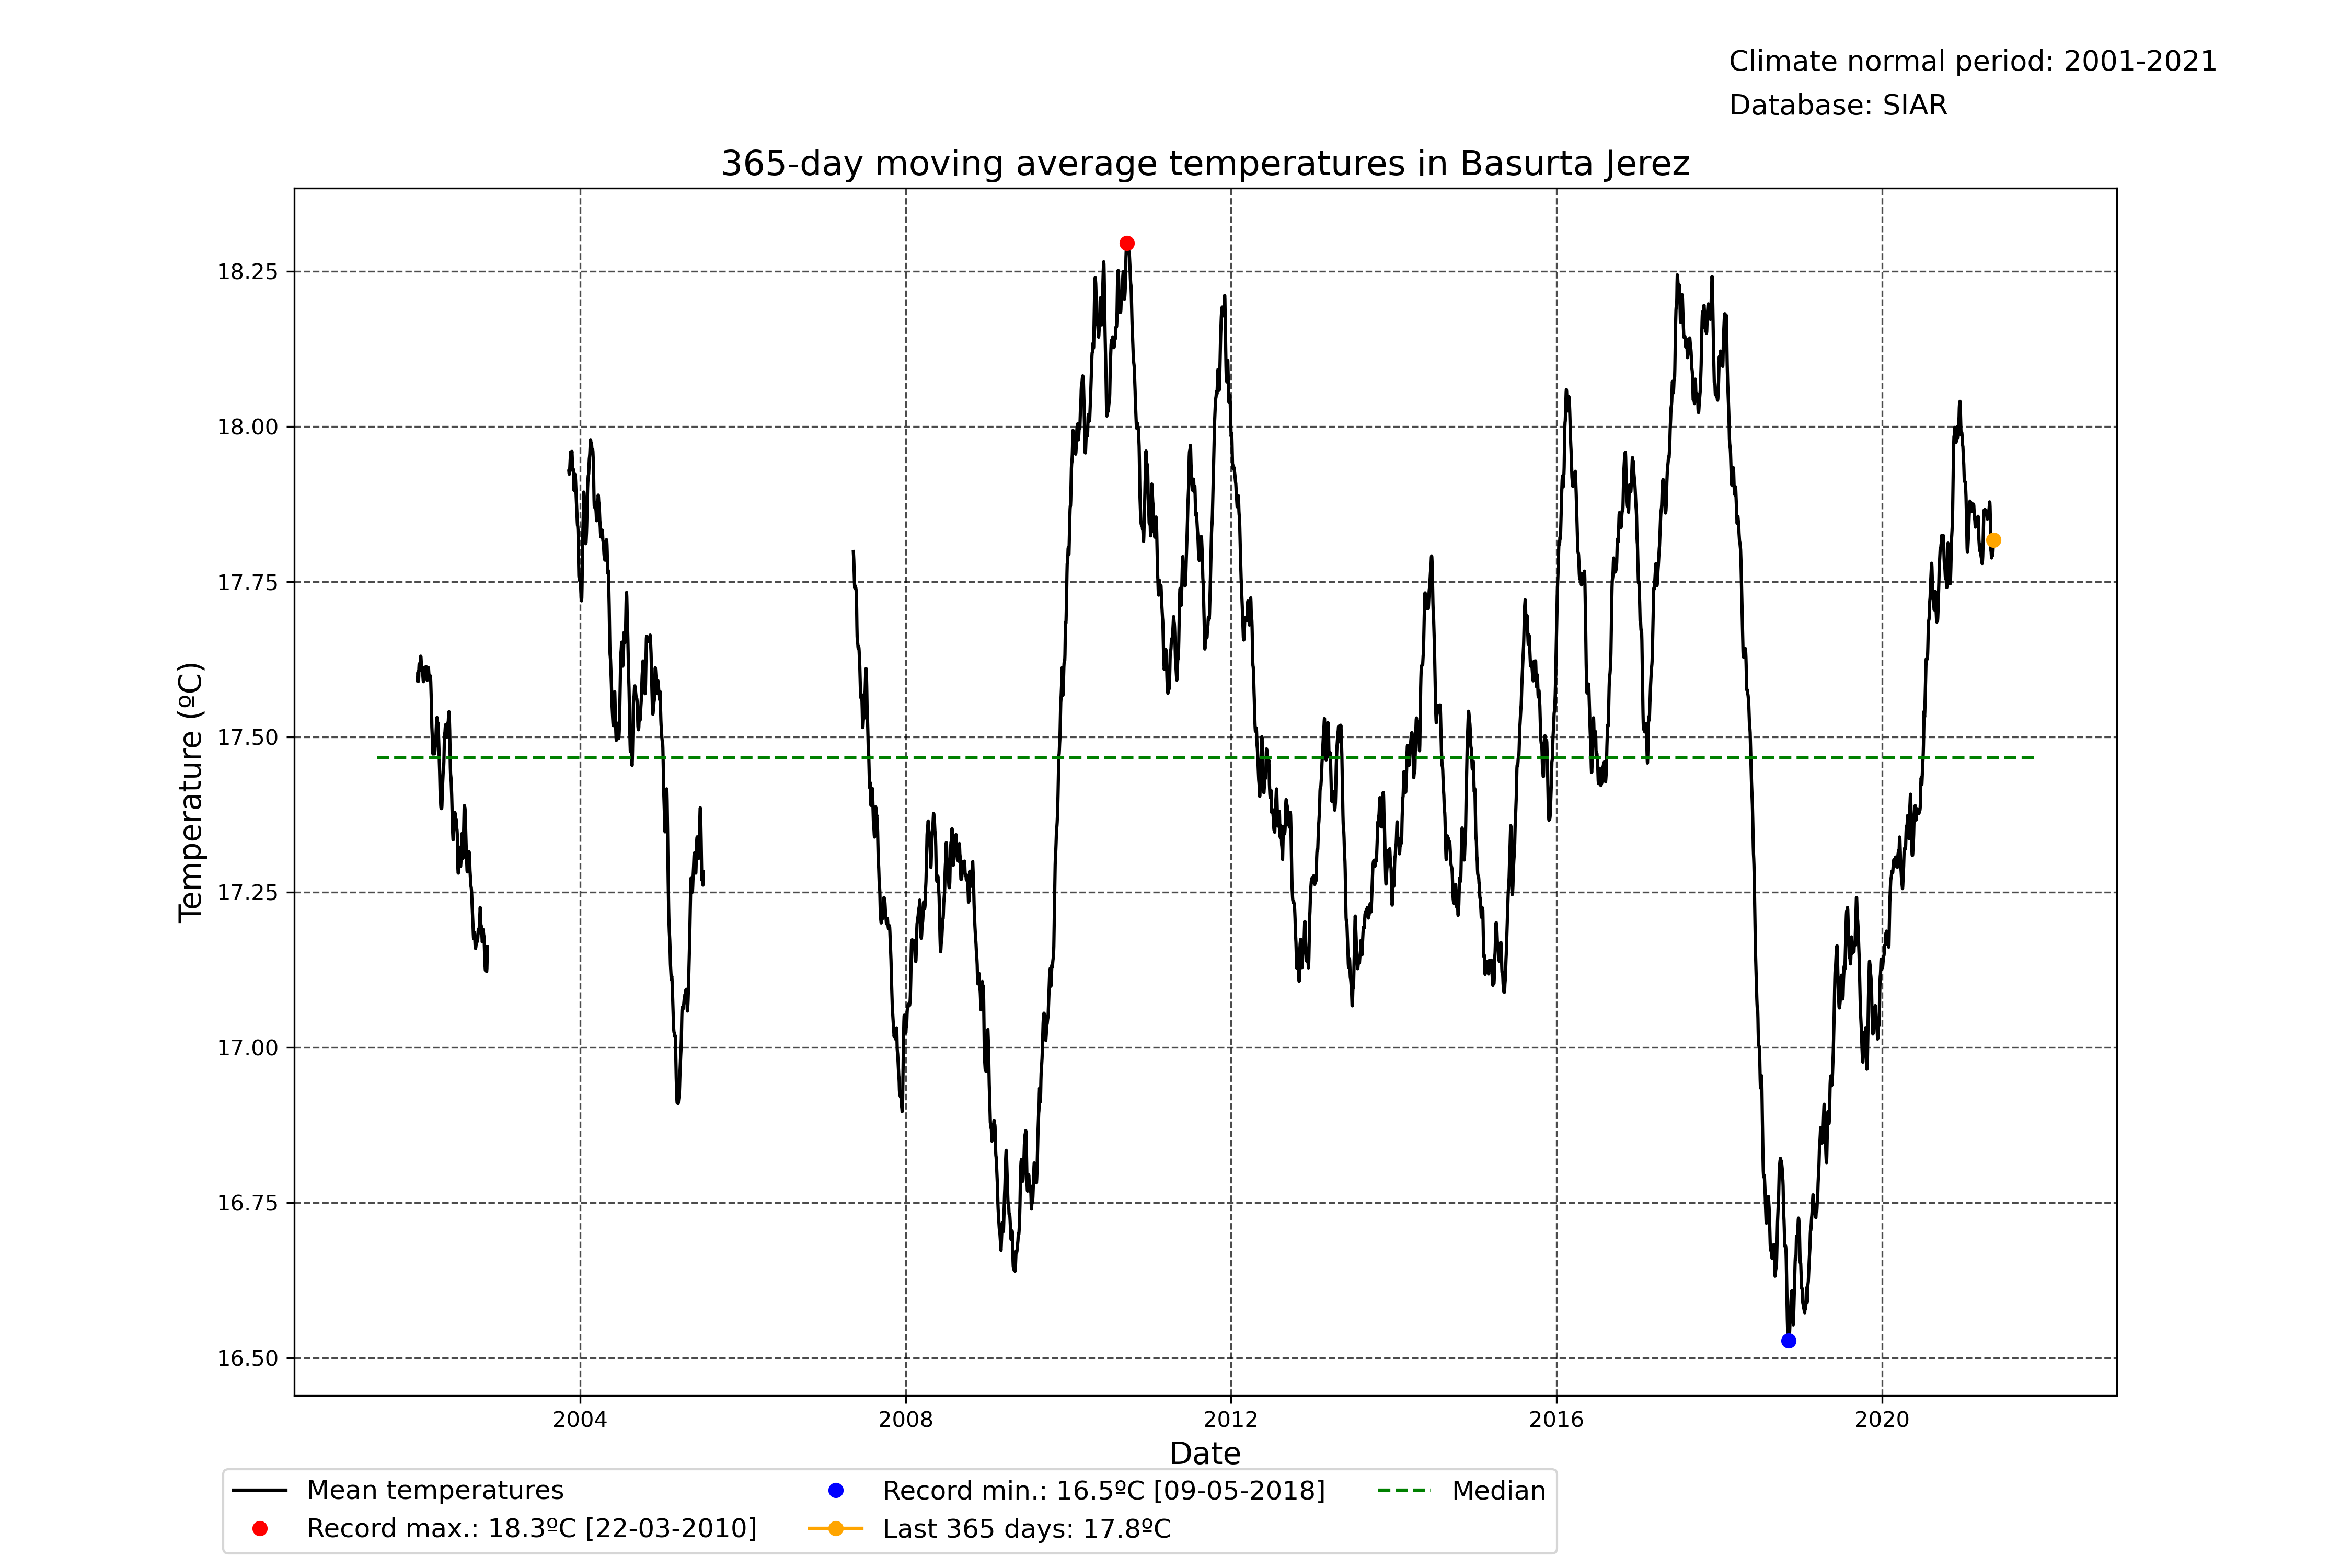 Climate normal period: 2001-2021
Database: SIAR
365-day moving average temperatures in Basurta Jerez
18.25
18.00
17.75
17.50
17.25
17.00
16.75
16.50
Temperature (ºC)
2004 2008 2012 2016 2020
Date
Mean temperatures
Record max.: 18.3ºC [22-03-2010]
Record min.: 16.5ºC [09-05-2018]
Last 365 days: 17.8ºC
Median